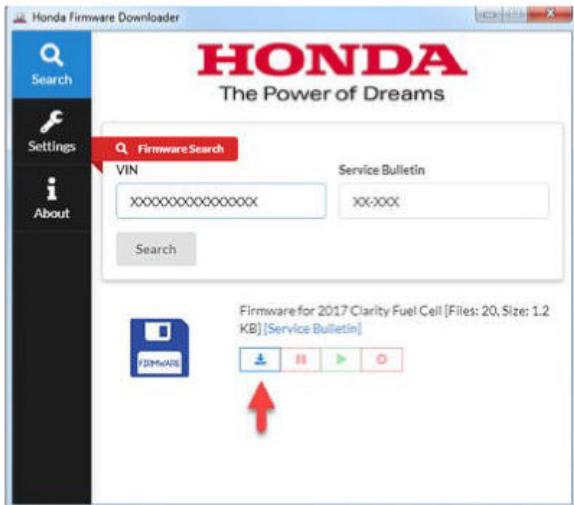 Honda Firmware Downloader
Search
Settings
About
HONDA
The Power of Dreams
Firmware Search
VIN
Service Bulletin
XXXXXXXXXXXXXXX
XX-XXX
Search
Firmware for 2017 Clarity Fuel Cell [Files: 20, Size: 1.2
KB] [Service Bulletin]
FIRMWARE